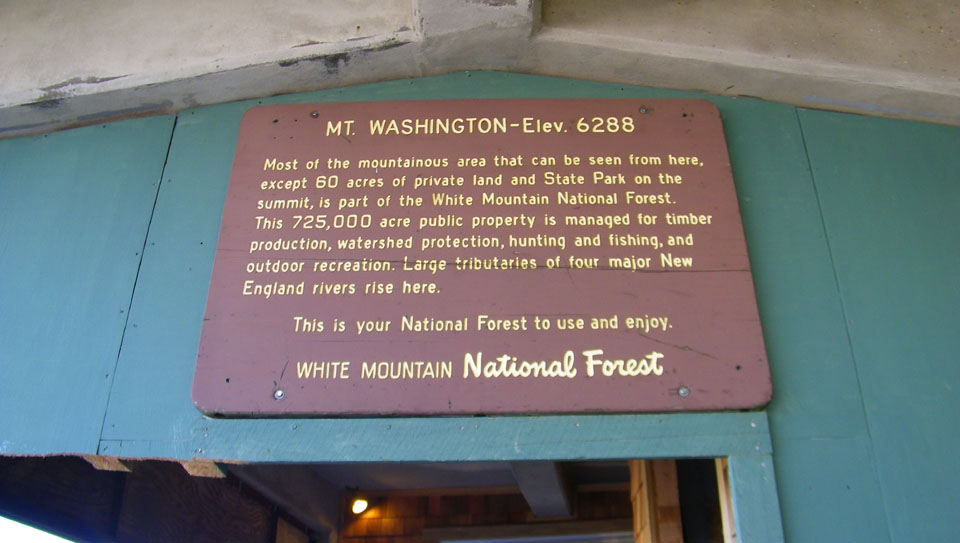 MT. WASHINGTON-Elev. 6288
Most of the mountainous area that can be seen from here,
except 60 acres of private land and State Park on the
summit, is part of the White Mountain National Forest.
This 725,000 acre public property is managed for timber
production, watershed protection, hunting and fishing, and
outdoor recreation. Large tributaries of four major New
England rivers rise here.
This is your National Forest to use and enjoy.
WHITE MOUNTAIN National Forest